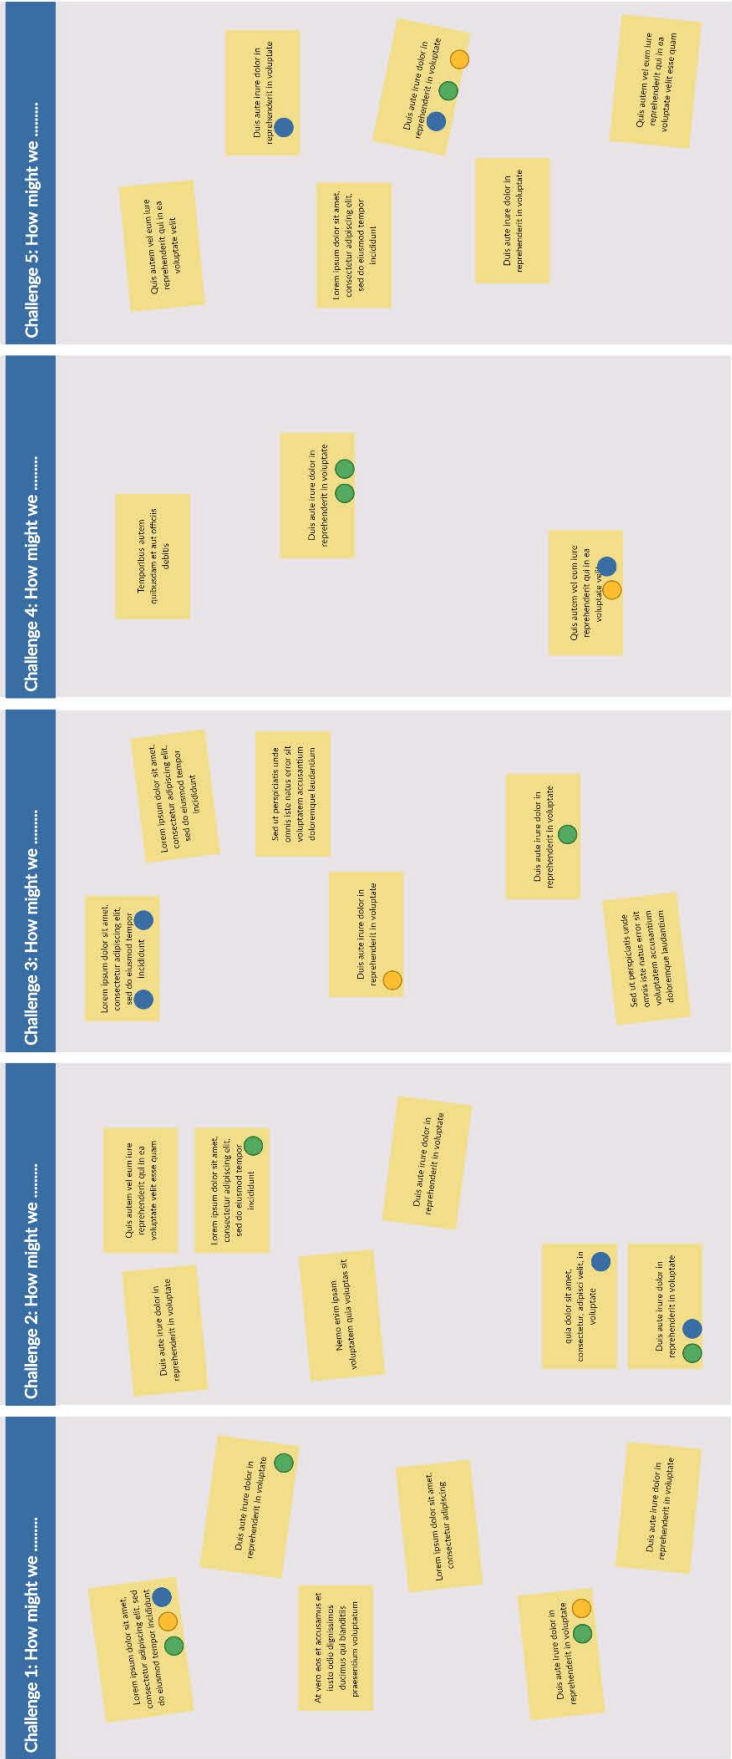 Challenge 1: How might we .........
Lorem ipsum dolor sit amet,
consectetur adipiscing elit, sed
do eiusmod tempor incididunt
Duis aute irure dolor in
reprehenderit in voluptate
At vero eos et accusamus et
iusto odio dignissimos
ducimus qui blanditiis
praesentium voluptatum
Lorem ipsum dolor sit amet,
consectetur adipiscing
Duis aute irure dolor in
reprehenderit in voluptate
Duis aute irure dolor in
reprehenderit in voluptate
Challenge 2: How might we .........
Duis aute irure dolor in
reprehenderit in voluptate
Quis autem vel eum iure
reprehenderit qui in ea
voluptate velit esse quam
Lorem ipsum dolor sit amet,
consectetur adipiscing elit,
sed do eiusmod tempor
incididunt
Nemo enim ipsam
voluptatem quia voluptas sit
Duis aute irure dolor in
reprehenderit in voluptate
quia dolor sit amet,
consectetur, adipisci velit, in
voluptate
Duis aute irure dolor in
reprehenderit in voluptate
Challenge 3: How might we .........
Lorem ipsum dolor sit amet,
consectetur adipiscing elit,
sed do eiusmod tempor
incididunt
Lorem ipsum dolor sit amet,
consectetur adipiscing elit,
sed do eiusmod tempor
incididunt
Sed ut perspiciatis unde
omnis iste natus error sit
voluptatem accusantium
doloremque laudantium
Duis aute irure dolor in
reprehenderit in voluptate
Duis aute irure dolor in
reprehenderit in voluptate
Sed ut perspiciatis unde
omnis iste natus error sit
voluptatem accusantium
doloremque laudantium
Challenge 4: How might we .........
Temporibus autem
quibusdam et aut officiis
debitis
Duis aute irure dolor in
reprehenderit in voluptate
Quis autem vel eum iure
reprehenderit qui in ea
voluptate velit
Challenge 5: How might we .........
Quis autem vel eum iure
reprehenderit qui in ea
voluptate velit
Duis aute irure dolor in
reprehenderit in voluptate
Lorem ipsum dolor sit amet,
consectetur adipiscing elit,
sed do eiusmod tempor
incididunt
Duis aute irure dolor in
reprehenderit in voluptate
Duis aute irure dolor in
reprehenderit in voluptate
Quis autem vel eum iure
reprehenderit qui in ea
voluptate velit esse quam